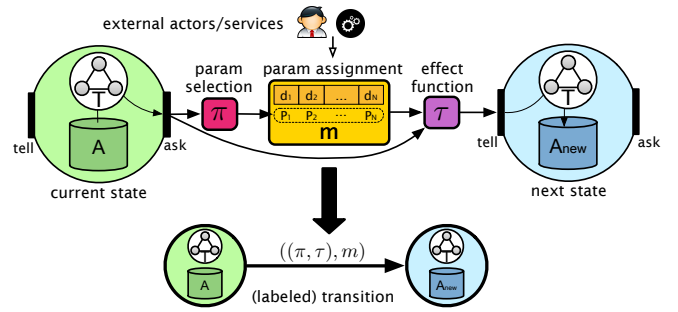 external actors/services
param selection
param assignment
effect function
T
A
tell
ask
current state
π
d1 d2 ... dN
P1 P2 ... PN
m
τ
T
Anew
tell
ask
next state
T
A
((π, τ), m)
(labeled) transition
T
Anew